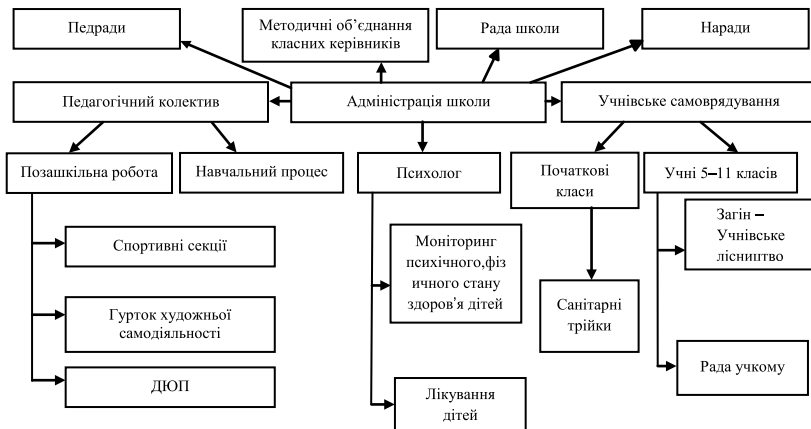 Педради
Методичні об’єднання
класних керівників
Рада школи
Наради
Педагогічний колектив
Адміністрація школи
Учнівське самоврядування
Позашкільна робота
Навчальний процес
Психолог
Початкові
класи
Учні 5–11 класів
Спортивні секції
Гурток художньої
самодіяльності
ДЮП
Моніторинг
психічного,фіз
ичного стану
здоров’я дітей
Лікування
дітей
Санітарні
трійки
Загін –
Учнівське
лісництво
Рада учкому